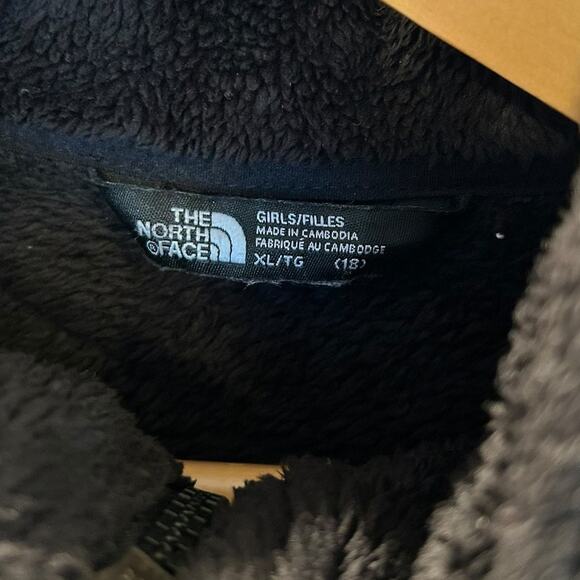 THE
NORTH
®FACE
GIRLS/FILLES
MADE IN CAMBODIA
FABRIQUÉ AU CAMBODGE
XL/TG (18)